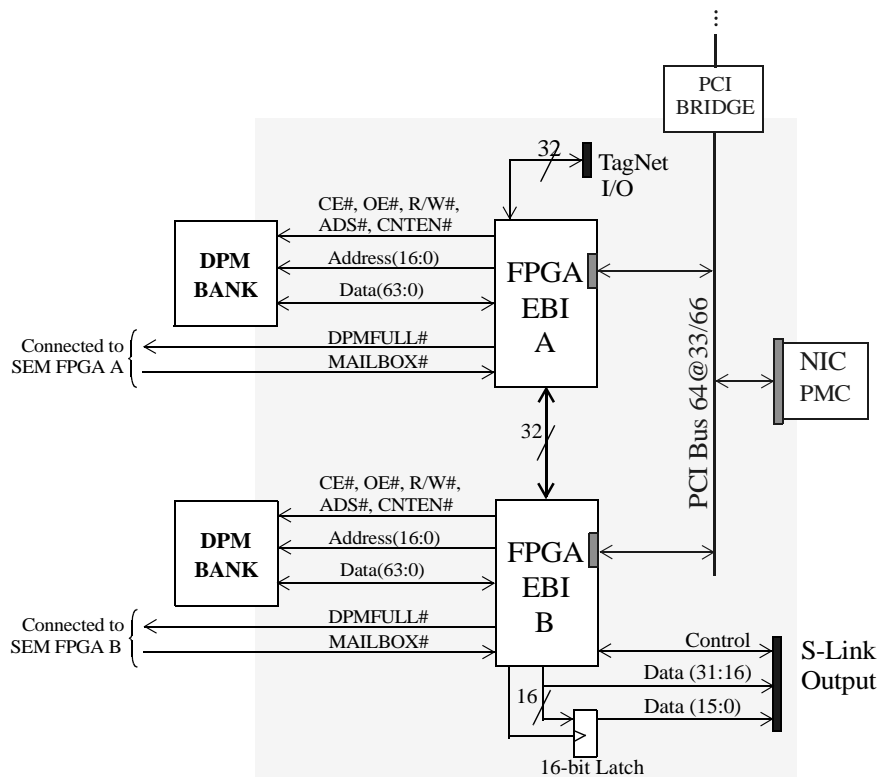 PCI
BRIDGE
32
TagNet
I/O
CE#, OE#, R/W#,
ADS#, CNTEN#
DPM
BANK
Address(16:0)
Data(63:0)
FPGA
EBI
A
Connected to
SEM FPGA A
DPMFULL#
MAILBOX#
PCI Bus 64@33/66
NIC
PMC
32
CE#, OE#, R/W#,
ADS#, CNTEN#
DPM
BANK
Address(16:0)
Data(63:0)
FPGA
EBI
B
Connected to
SEM FPGA B
DPMFULL#
MAILBOX#
Control
Data (31:16)
Data (15:0)
S-Link
Output
16
16-bit Latch